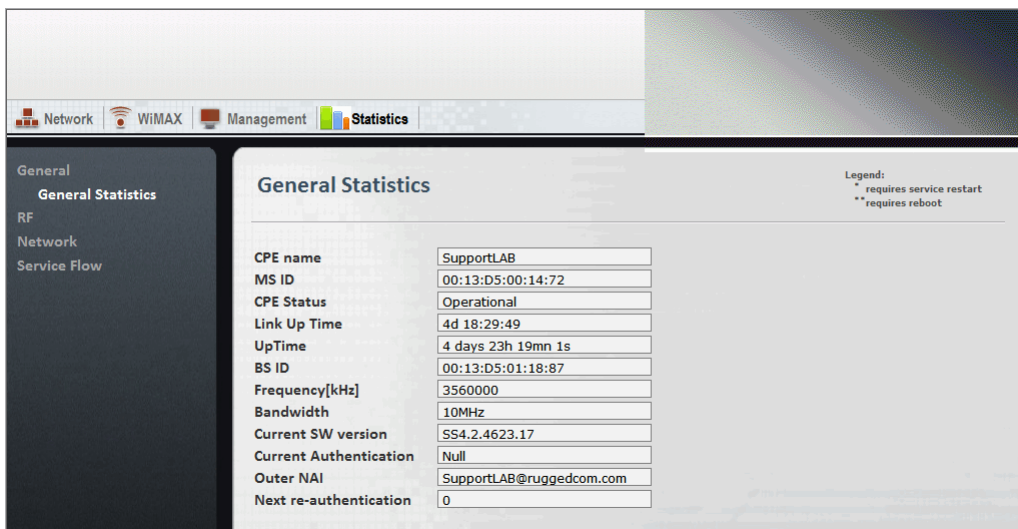 Network WiMAX Management Statistics
General
General Statistics
RF
Network
Service Flow
General Statistics
Legend:
* requires service restart
**requires reboot
CPE name SupportLAB
MS ID 00:13:D5:00:14:72
CPE Status Operational
Link Up Time 4d 18:29:49
UpTime 4 days 23h 19mn 1s
BS ID 00:13:D5:01:18:87
Frequency[kHz] 3560000
Bandwidth 10MHz
Current SW version SS4.2.4623.17
Current Authentication Null
Outer NAI SupportLAB@ruggedcom.com
Next re-authentication 0